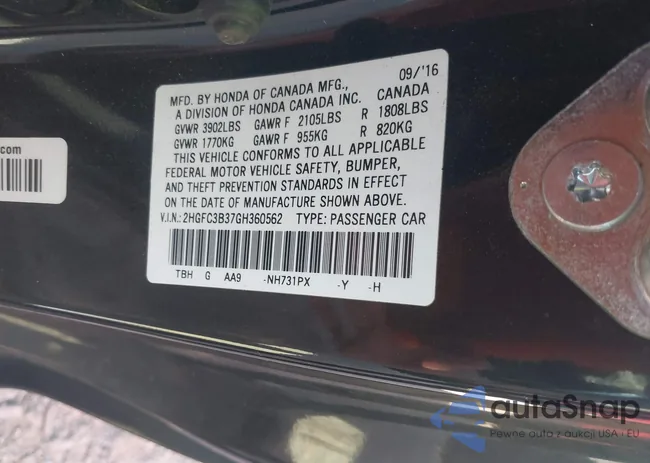 09/'16
MFD. BY HONDA OF CANADA MFG.,
A DIVISION OF HONDA CANADA INC. CANADA
GVWR 3902LBS GAWR F 2105LBS R 1808LBS
GVWR 1770KG GAWR F 955KG R 820KG
THIS VEHICLE CONFORMS TO ALL APPLICABLE
FEDERAL MOTOR VEHICLE SAFETY, BUMPER,
AND THEFT PREVENTION STANDARDS IN EFFECT
ON THE DATE OF MANUFACTURE SHOWN ABOVE.
V.I.N.: 2HGFC3B37GH360562 TYPE: PASSENGER CAR
TBH G AA9 -NH731PX -Y -H
.com
autoSnap
Pewne auta z aukcji USA i EU